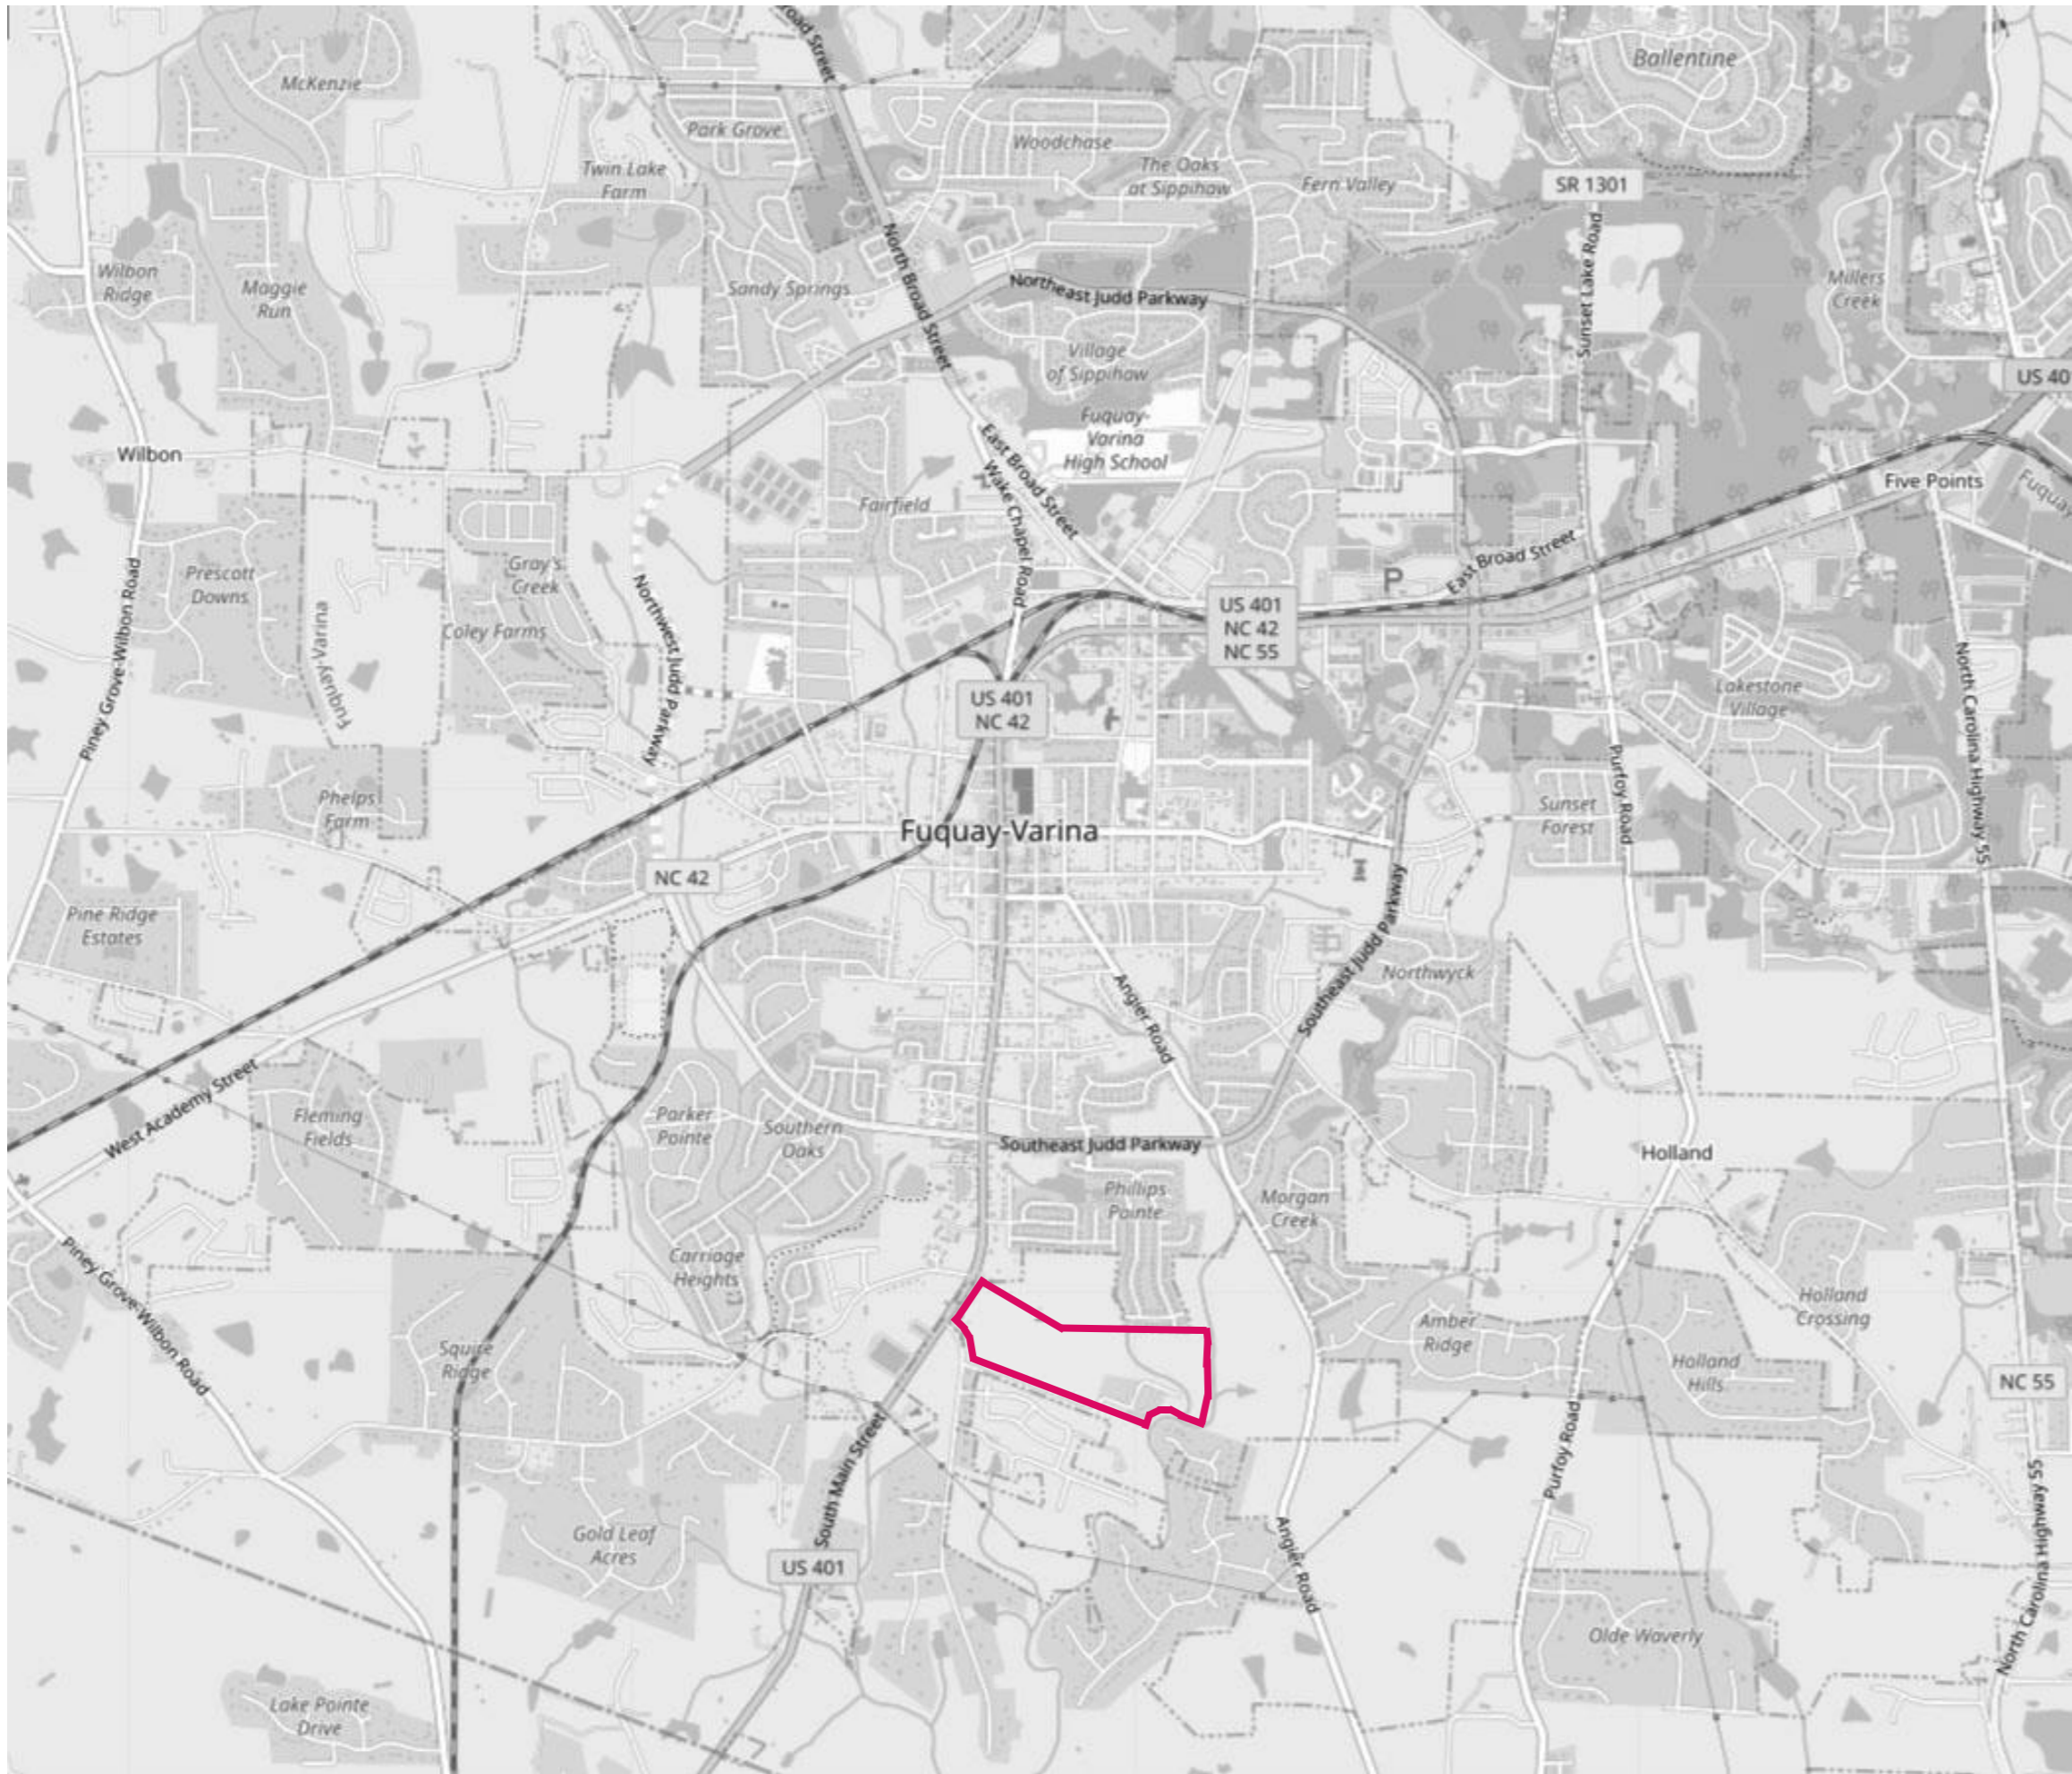 Broad Street
McKenzie
Ballentine
Park Grove
Woodchase
Twin Lake
Farm
The Oaks
at Sippihaw
Fern Valley
SR 1301
Wilbon
Ridge
Maggie
Run
Sandy Springs
North Broad Street
Northeast Judd Parkway
Sunset Lake Road
Millers
Creek
Village
of Sippihaw
US 40
Fuquay-
Varina
High School
East Broad Street
Wake Chapel Road
Wilbon
Fairfield
Five Points
Fuquay
Prescott
Downs
Gray's
Creek
East Broad Street
P
Piney Grove-Wilbon Road
Fuquay-Varina
Coley Farms
Northwest Judd Parkway
US 401
NC 42
NC 55
US 401
NC 42
Lakestone
Village
North Carolina Highway 55
Purfoy Road
Phelps
Farm
Sunset
Forest
Fuquay-Varina
NC 42
Pine Ridge
Estates
Southeast Judd Parkway
Northwyck
Angier Road
West Academy Street
Fleming
Fields
Parker
Pointe
Southern
Oaks
Southeast Judd Parkway
Holland
Phillips
Pointe
Morgan
Creek
Piney Grove-Wilbon Road
Carriage
Heights
Holland
Crossing
Squire
Ridge
Amber
Ridge
Holland
Hills
NC 55
South Main Street
Purfoy Road
Gold Leaf
Acres
US 401
Angier Road
North Carolina Highway 55
Olde Waverly
Lake Pointe
Drive